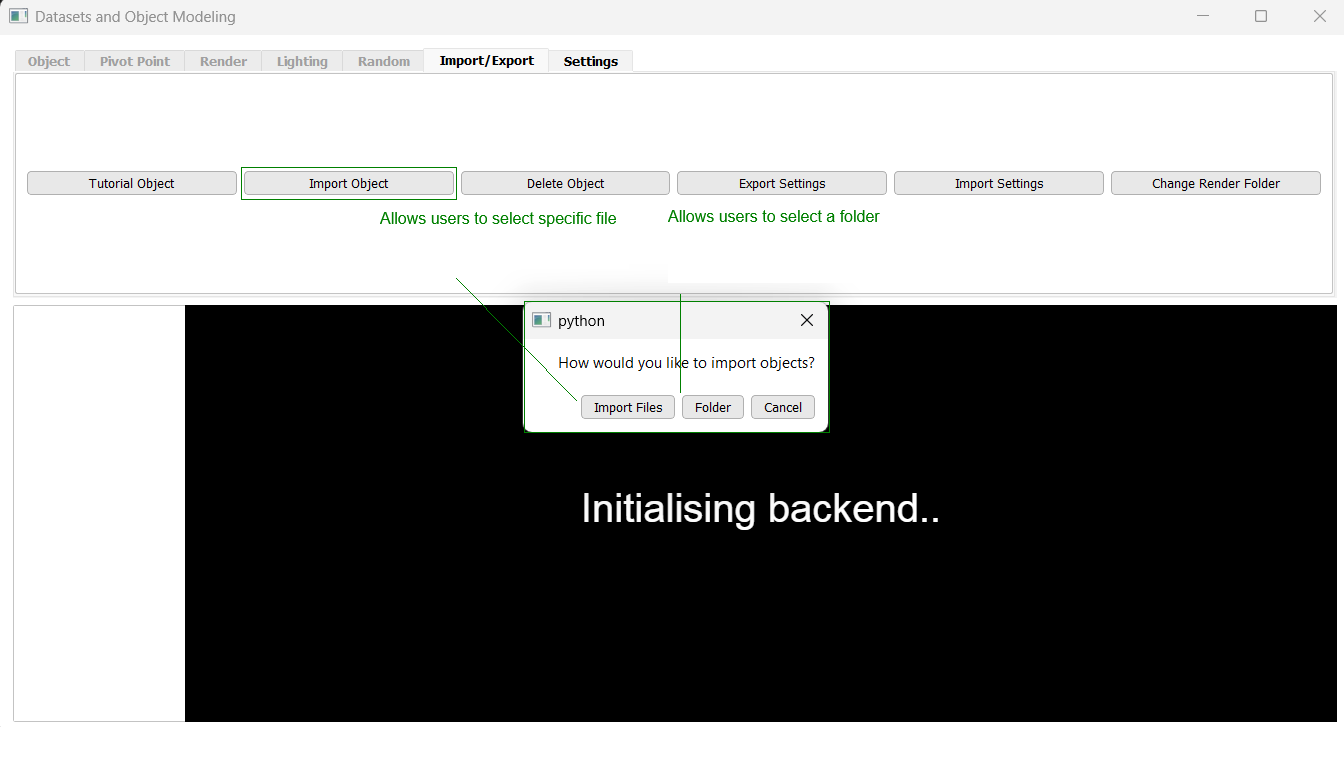 Datasets and Object Modeling
Object Pivot Point Render Lighting Random Import/Export Settings
Tutorial Object Import Object Delete Object Export Settings Import Settings Change Render Folder
Allows users to select specific file Allows users to select a folder
python
How would you like to import objects?
Import Files Folder Cancel
Initialising backend..